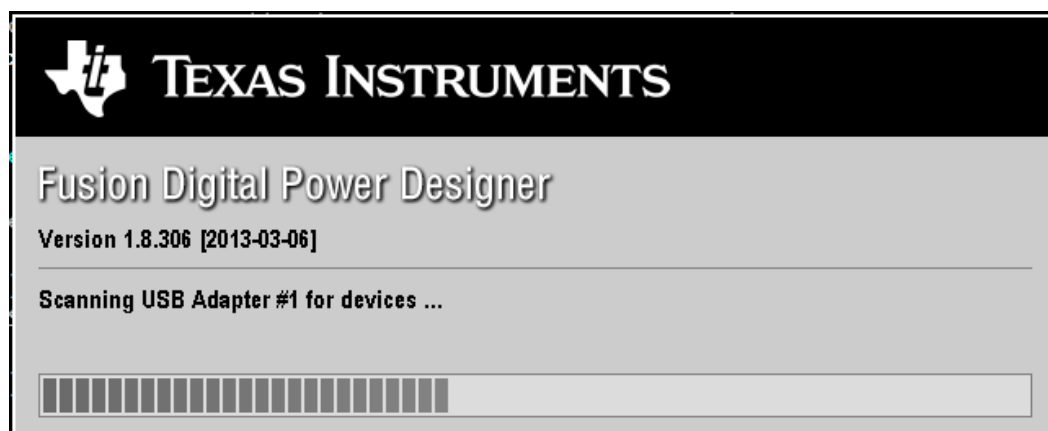 TEXAS INSTRUMENTS
Fusion Digital Power Designer
Version 1.8.306 [2013-03-06]
Scanning USB Adapter #1 for devices ...